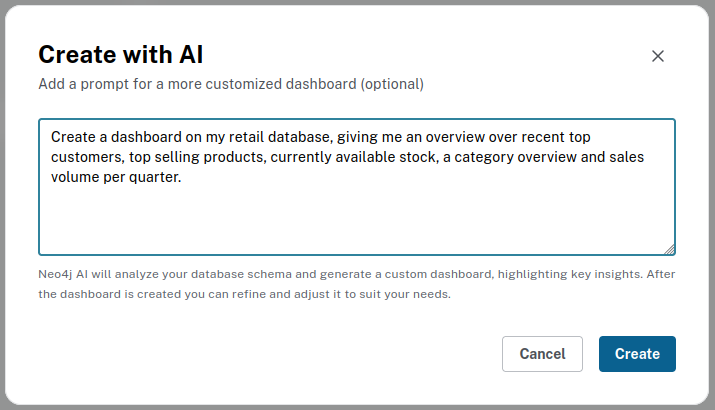 Create with AI
Add a prompt for a more customized dashboard (optional)
Create a dashboard on my retail database, giving me an overview over recent top
customers, top selling products, currently available stock, a category overview and sales
volume per quarter.
Neo4j AI will analyze your database schema and generate a custom dashboard, highlighting key insights. After
the dashboard is created you can refine and adjust it to suit your needs.
Cancel
Create